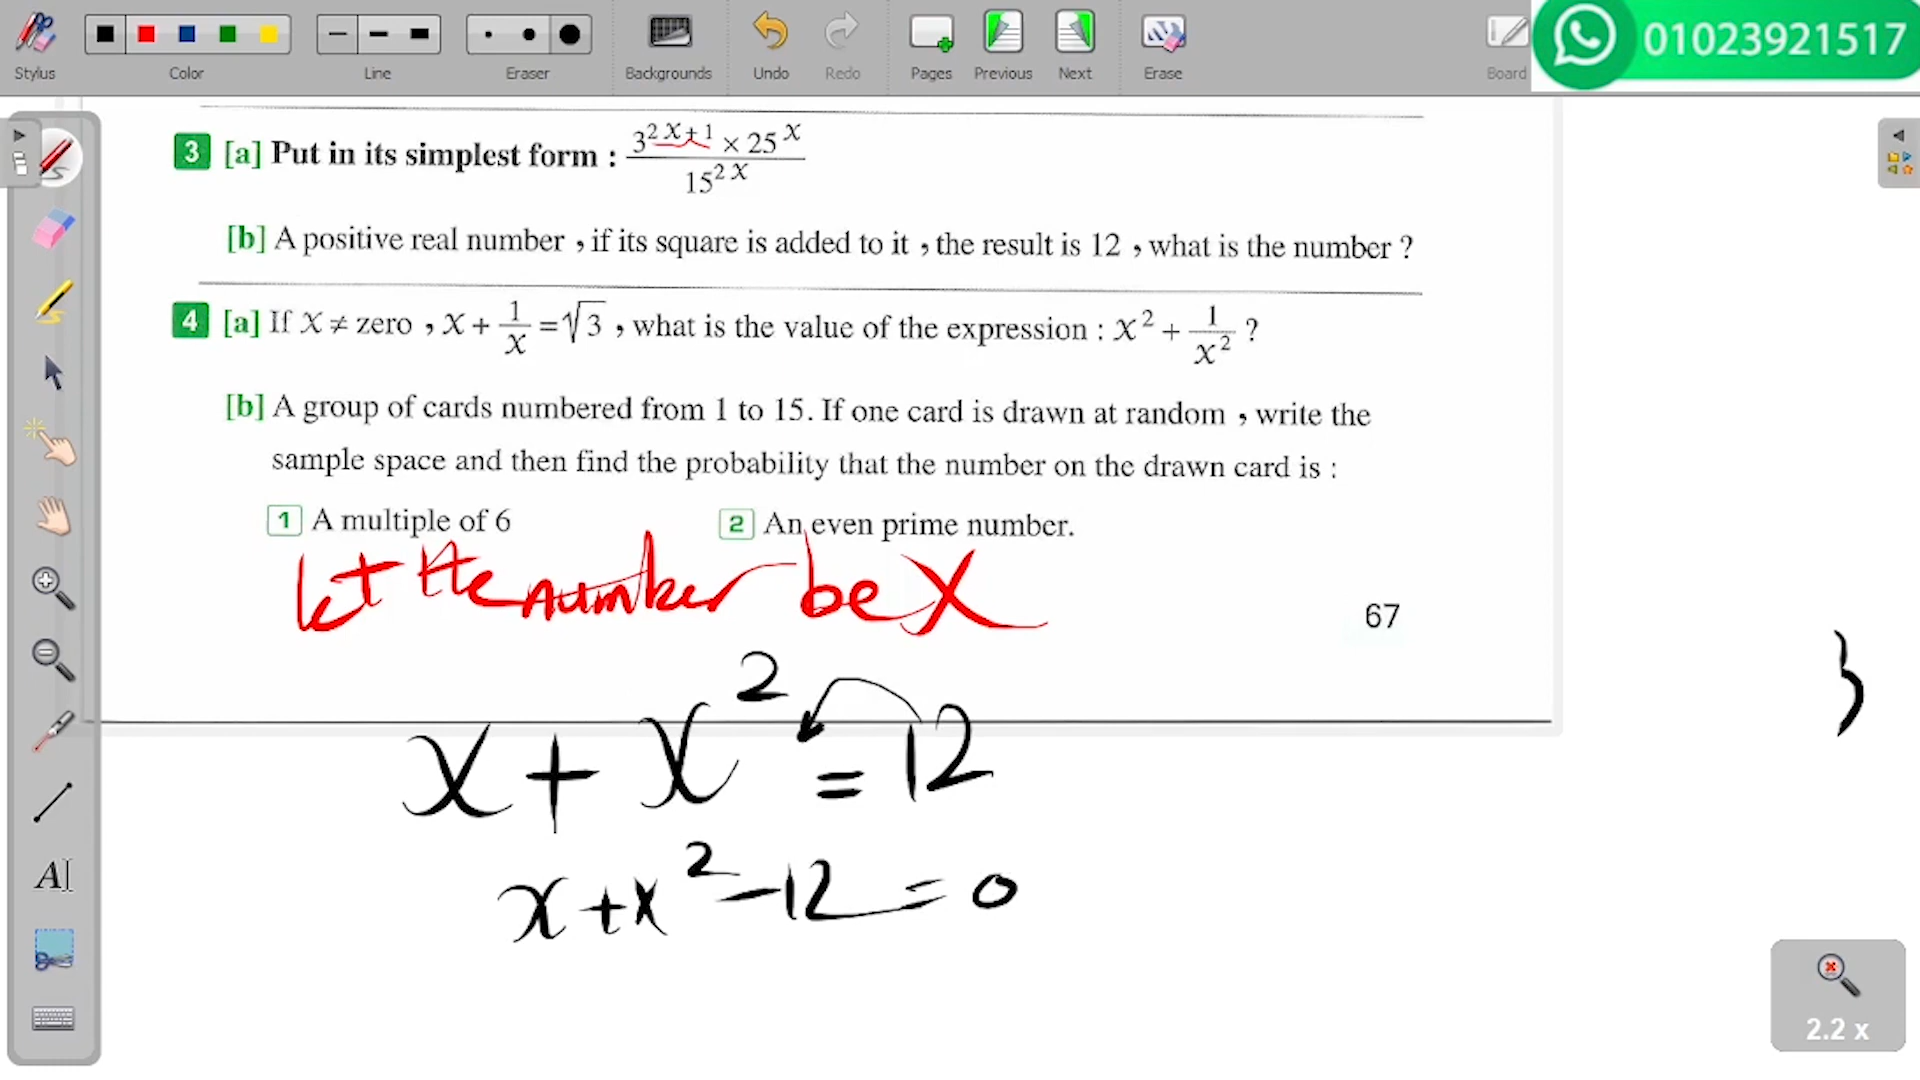 Stylus Color Line Eraser Backgrounds Undo Redo Pages Previous Next Erase Board
01023921517
3 [a] Put in its simplest form : 3^{2x+1} × 25^x / 15^{2x}
[b] A positive real number , if its square is added to it , the result is 12 , what is the number ?
4 [a] If x ≠ zero , x + 1/x = √3 , what is the value of the expression : x² + 1/x² ?
[b] A group of cards numbered from 1 to 15. If one card is drawn at random , write the
sample space and then find the probability that the number on the drawn card is :
1 A multiple of 6 2 An even prime number.
let the number be x
67
x + x² = 12
x + x² - 12 = 0
}
2.2 x